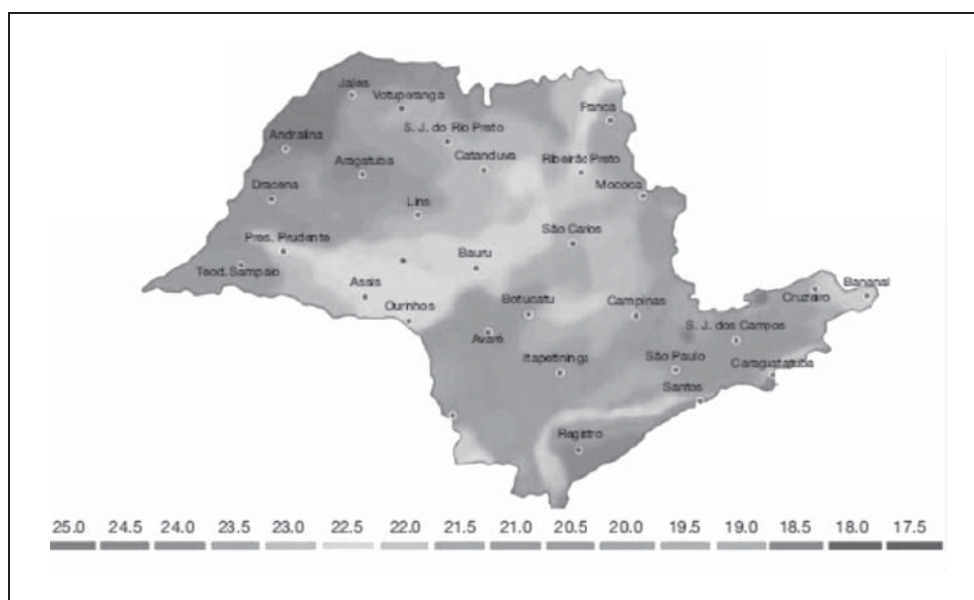 Jales
Votuporanga
Franca
S. J. do Rio Preto
Andralina
Catanduva
Ribeirão Preto
Araçatuba
Mococa
Dracena
Lins
São Carlos
Pres. Prudente
Bauru
Teod. Sampaio
Assis
Bananal
Cruzeiro
Ourinhos
Botucatu
Campinas
S. J. dos Campos
Avaré
Itapetininga
São Paulo
Caraguatatuba
Santos
Registro
25.0 24.5 24.0 23.5 23.0 22.5 22.0 21.5 21.0 20.5 20.0 19.5 19.0 18.5 18.0 17.5